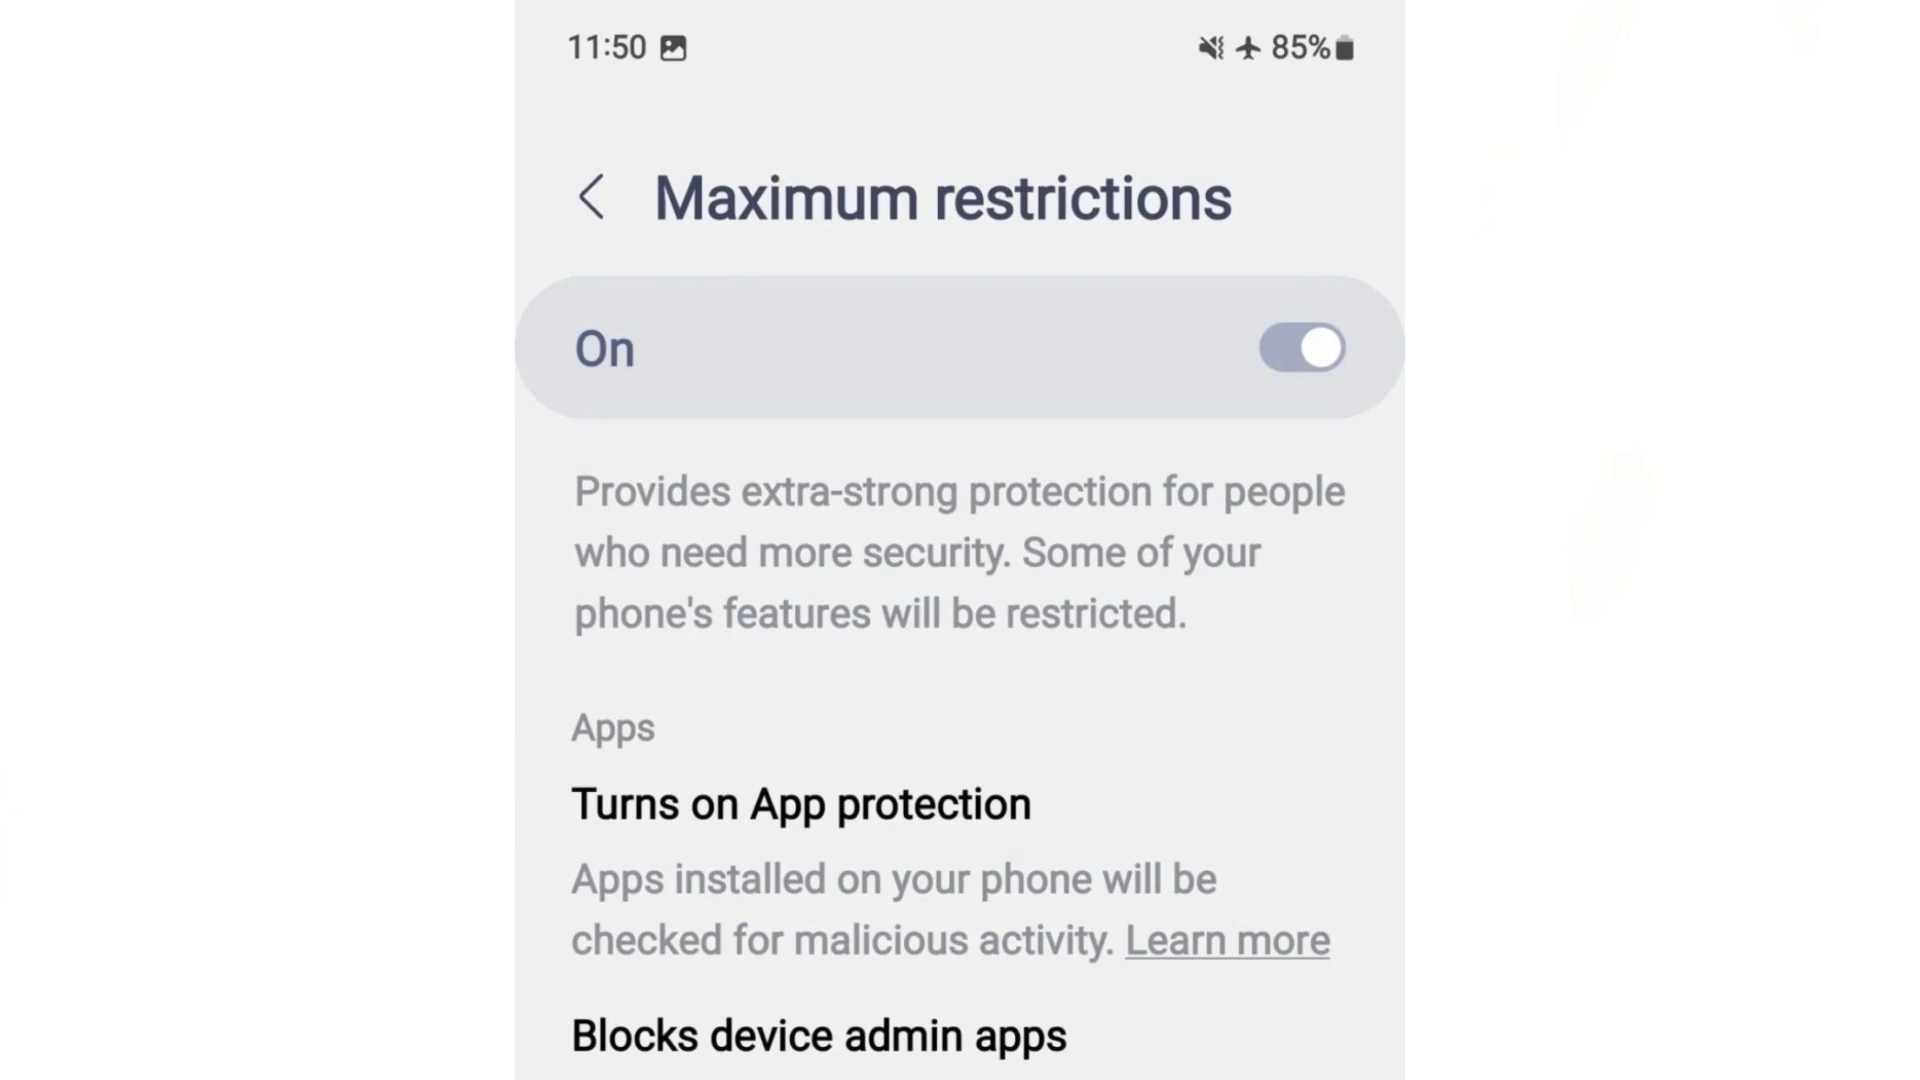 11:50 85%
Maximum restrictions
On
Provides extra-strong protection for people
who need more security. Some of your
phone's features will be restricted.
Apps
Turns on App protection
Apps installed on your phone will be
checked for malicious activity. Learn more
Blocks device admin apps